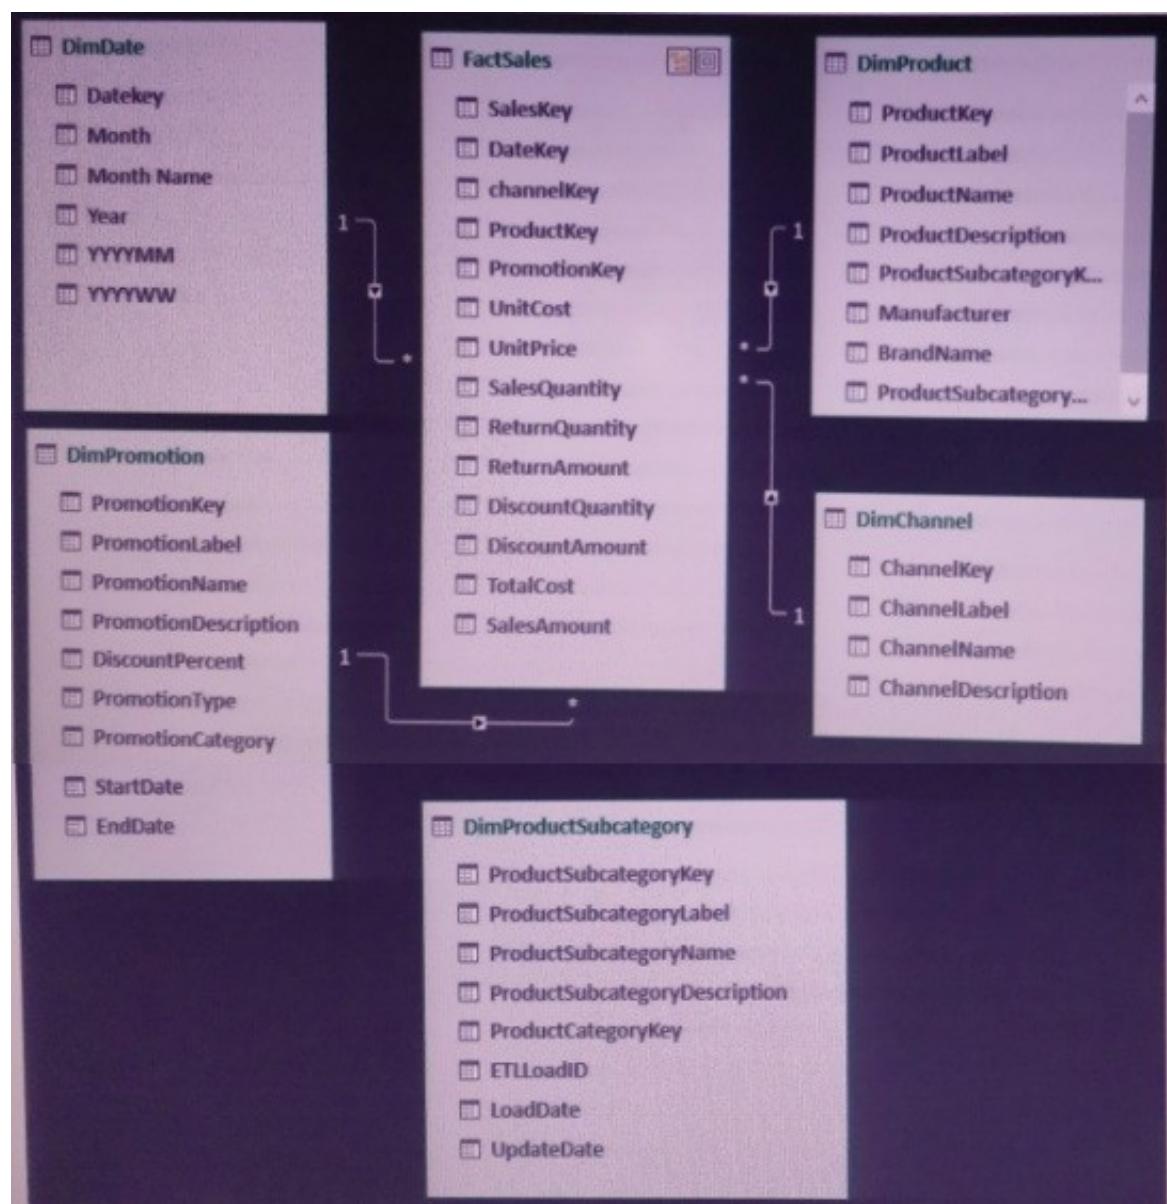 DimDate
Datekey
Month
Month Name
Year
YYYYMM
YYYYWW
1
*
FactSales
SalesKey
DateKey
channelKey
ProductKey
PromotionKey
UnitCost
UnitPrice
SalesQuantity
ReturnQuantity
ReturnAmount
DiscountQuantity
DiscountAmount
TotalCost
SalesAmount
DimProduct
ProductKey
ProductLabel
ProductName
ProductDescription
ProductSubcategoryK...
Manufacturer
BrandName
ProductSubcategory...
1
*
*
1
DimPromotion
PromotionKey
PromotionLabel
PromotionName
PromotionDescription
DiscountPercent
PromotionType
PromotionCategory
StartDate
EndDate
1
*
DimChannel
ChannelKey
ChannelLabel
ChannelName
ChannelDescription
DimProductSubcategory
ProductSubcategoryKey
ProductSubcategoryLabel
ProductSubcategoryName
ProductSubcategoryDescription
ProductCategoryKey
ETLLoadID
LoadDate
UpdateDate